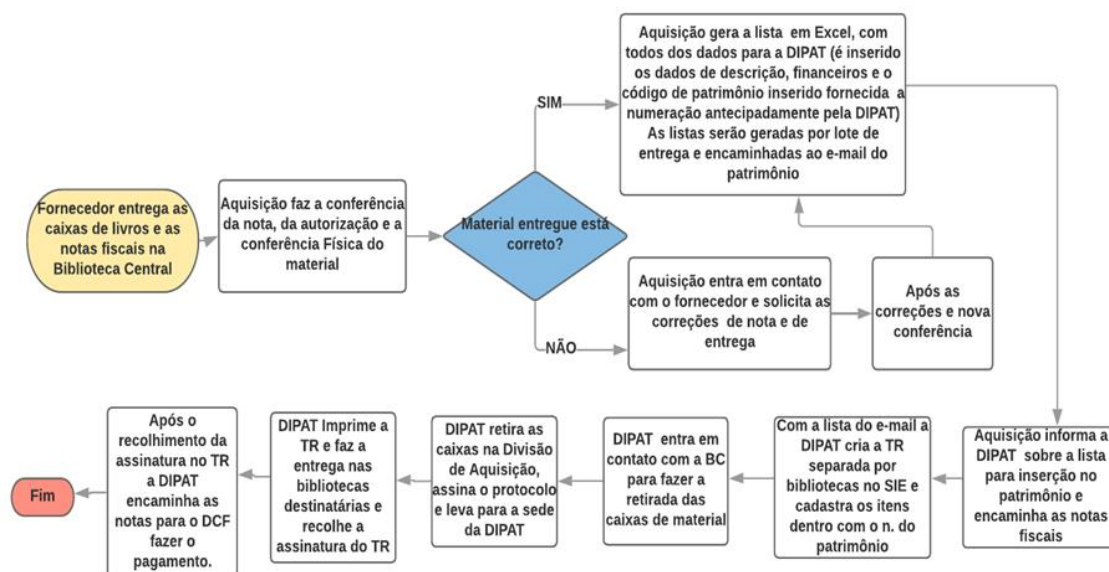 Fornecedor entrega as
caixas de livros e as
notas fiscais na
Biblioteca Central
Aquisição faz a conferência
da nota, da autorização e a
conferência Física do
material
Material entregue está
correto?
SIM
Aquisição gera a lista em Excel, com
todos dos dados para a DIPAT (é inserido
os dados de descrição, financeiros e o
código de patrimônio inserido fornecida a
numeração antecipadamente pela DIPAT)
As listas serão geradas por lote de
entrega e encaminhadas ao e-mail do
patrimônio
NÃO
Aquisição entra em contato
com o fornecedor e solicita as
correções de nota e de
entrega
Após as
correções e nova
conferência
Aquisição informa a
DIPAT sobre a lista
para inserção no
patrimônio e
encaminha as notas
fiscais
Com a lista do e-mail a
DIPAT cria a TR
separada por
bibliotecas no SIE e
cadastra os itens
dentro com o n. do
patrimônio
DIPAT entra em
contato com a BC
para fazer a
retirada das
caixas de material
DIPAT retira as
caixas na Divisão
de Aquisição,
assina o protocolo
e leva para a sede
da DIPAT
DIPAT Imprime a
TR e faz a
entrega nas
bibliotecas
destinatárias e
recolhe a
assinatura do TR
Após o
recolhimento da
assinatura no TR
a DIPAT
encaminha as
notas para o DCF
fazer o
pagamento.
Fim